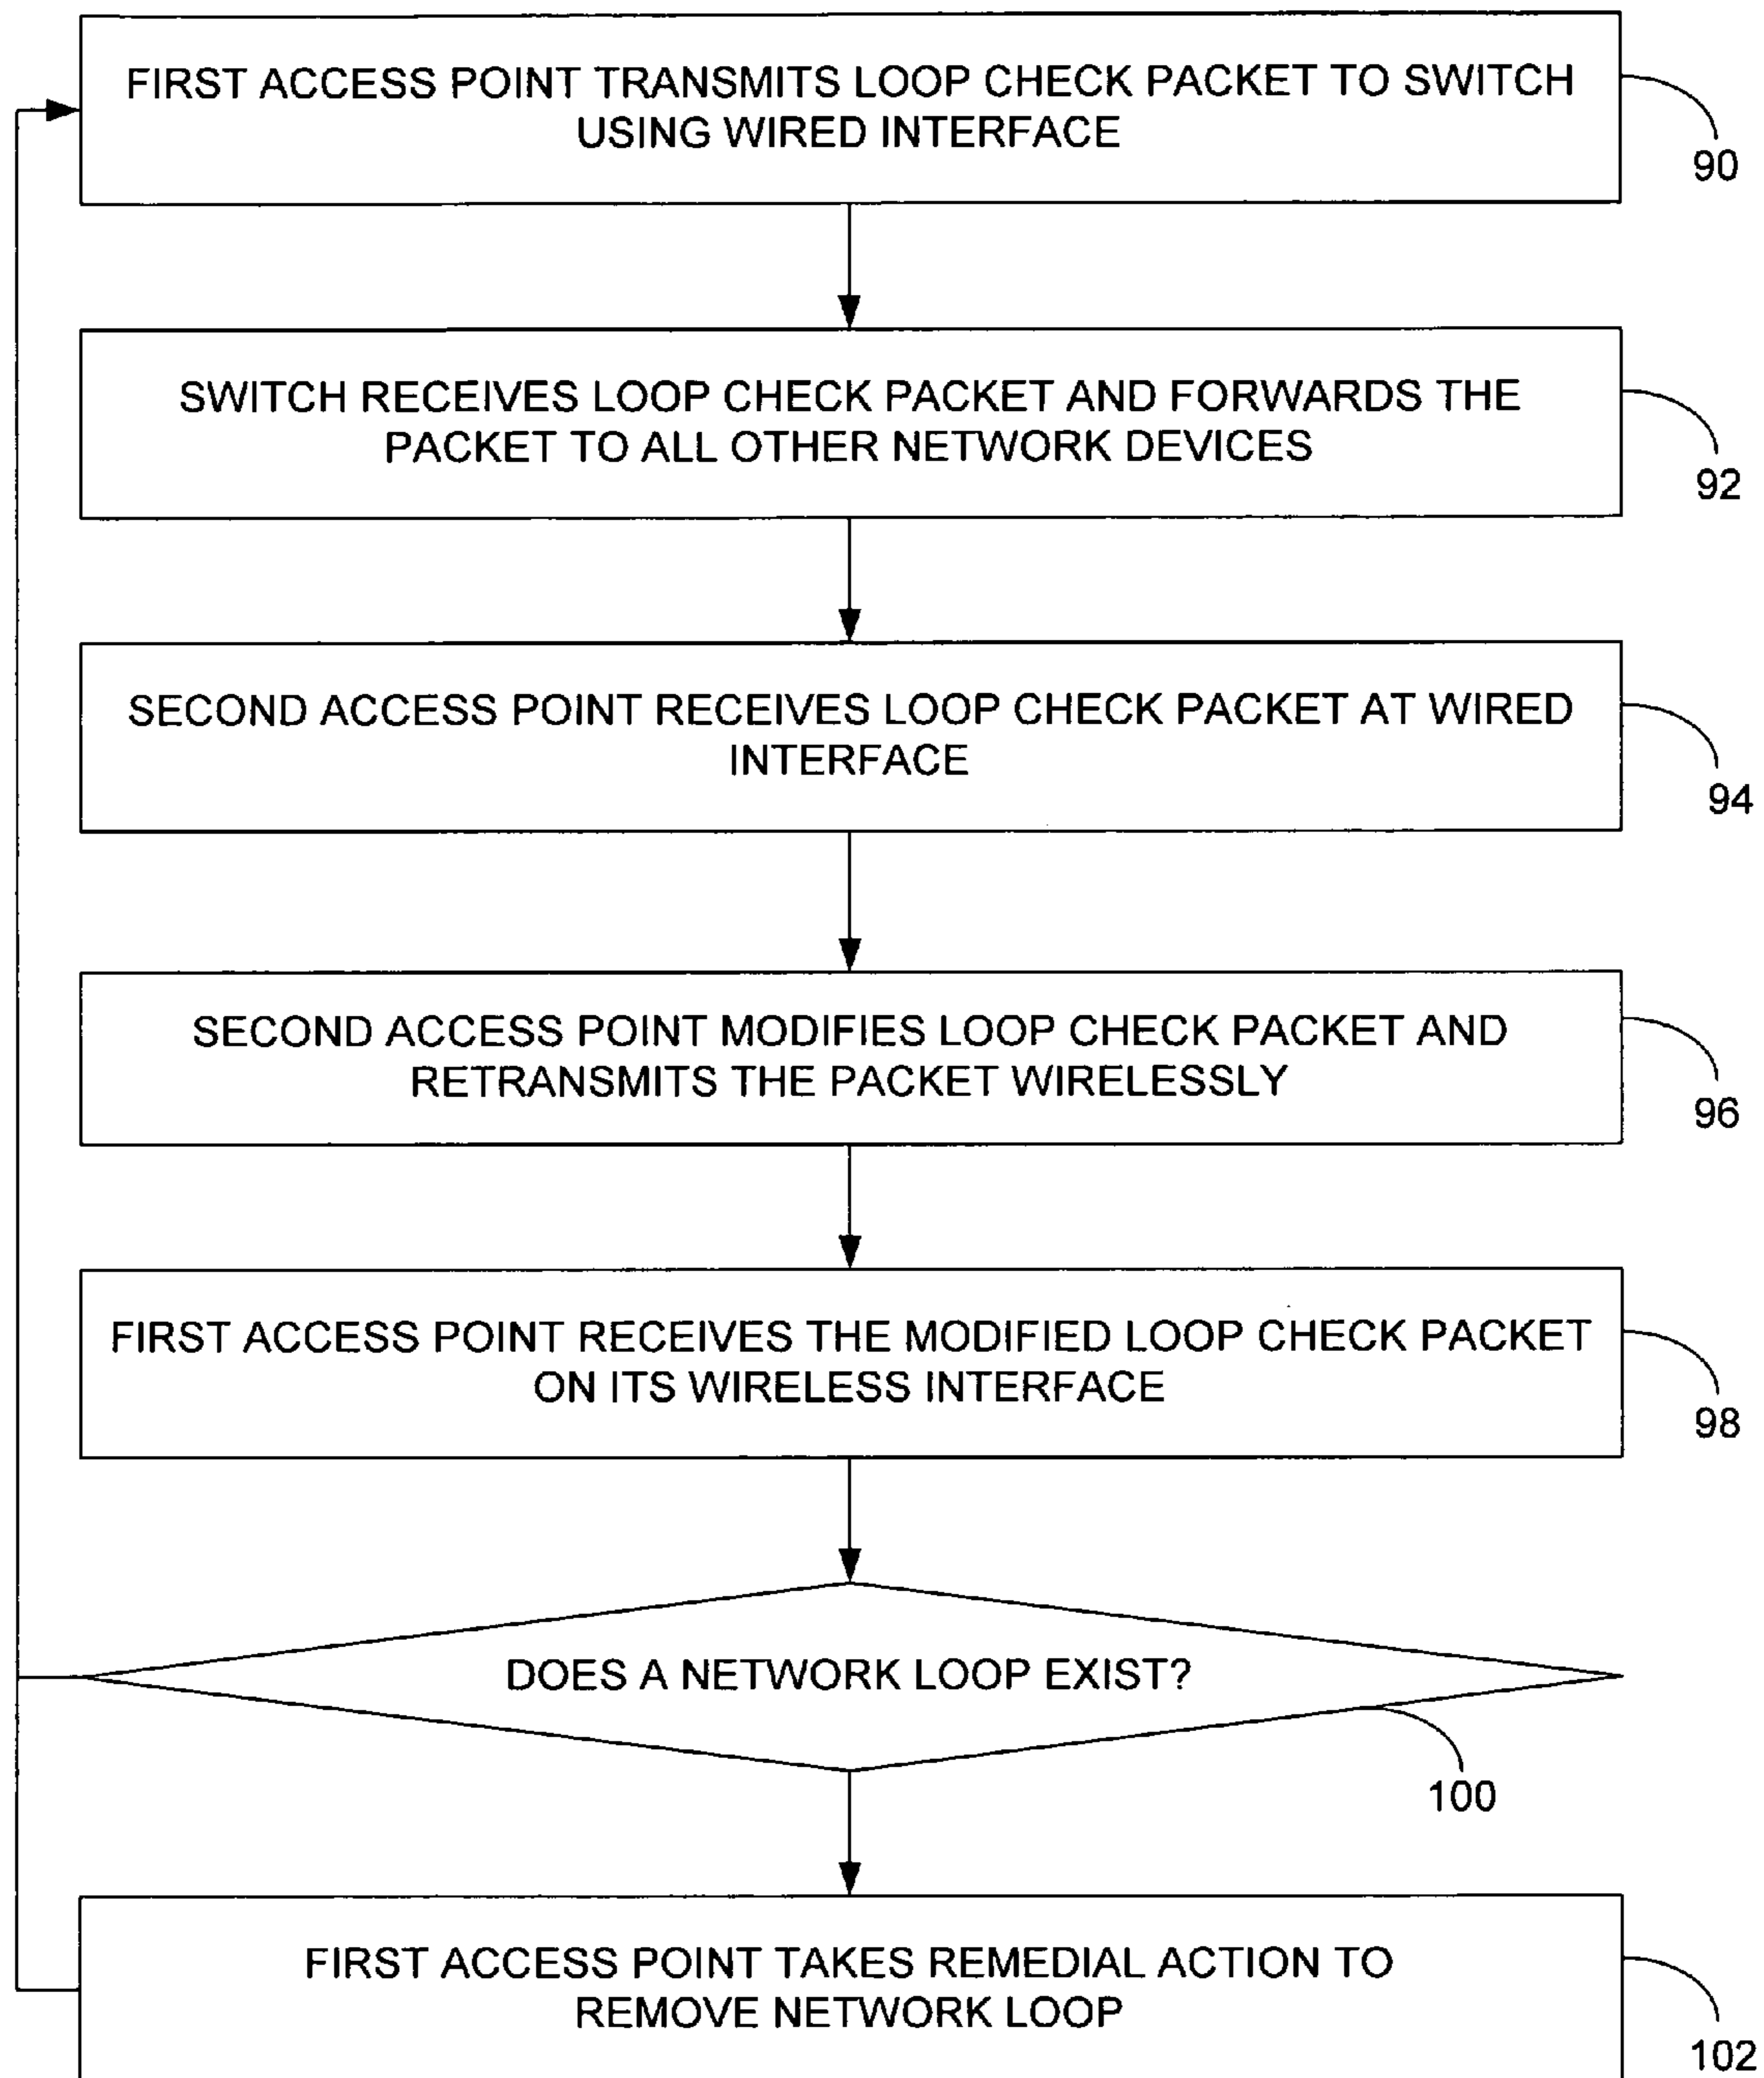 FIRST ACCESS POINT TRANSMITS LOOP CHECK PACKET TO SWITCH
USING WIRED INTERFACE
90
SWITCH RECEIVES LOOP CHECK PACKET AND FORWARDS THE
PACKET TO ALL OTHER NETWORK DEVICES
92
SECOND ACCESS POINT RECEIVES LOOP CHECK PACKET AT WIRED
INTERFACE
94
SECOND ACCESS POINT MODIFIES LOOP CHECK PACKET AND
RETRANSMITS THE PACKET WIRELESSLY
96
FIRST ACCESS POINT RECEIVES THE MODIFIED LOOP CHECK PACKET
ON ITS WIRELESS INTERFACE
98
DOES A NETWORK LOOP EXIST?
100
FIRST ACCESS POINT TAKES REMEDIAL ACTION TO
REMOVE NETWORK LOOP
102